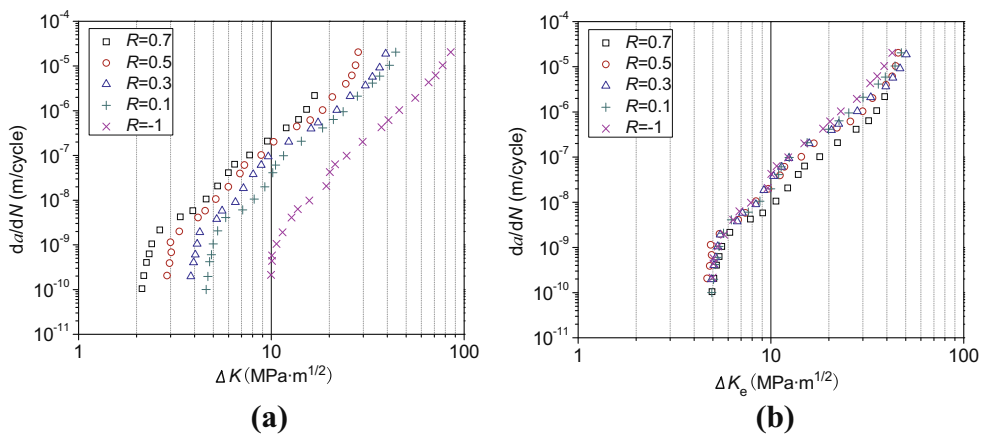 da/dN (m/cycle)
10⁻⁴
10⁻⁵
10⁻⁶
10⁻⁷
10⁻⁸
10⁻⁹
10⁻¹⁰
10⁻¹¹
R=0.7
R=0.5
R=0.3
R=0.1
R=-1
1 10 100
ΔK(MPa·m¹/²)
(a)
da/dN (m/cycle)
10⁻⁴
10⁻⁵
10⁻⁶
10⁻⁷
10⁻⁸
10⁻⁹
10⁻¹⁰
10⁻¹¹
R=0.7
R=0.5
R=0.3
R=0.1
R=-1
1 10 100
ΔKₑ(MPa·m¹/²)
(b)